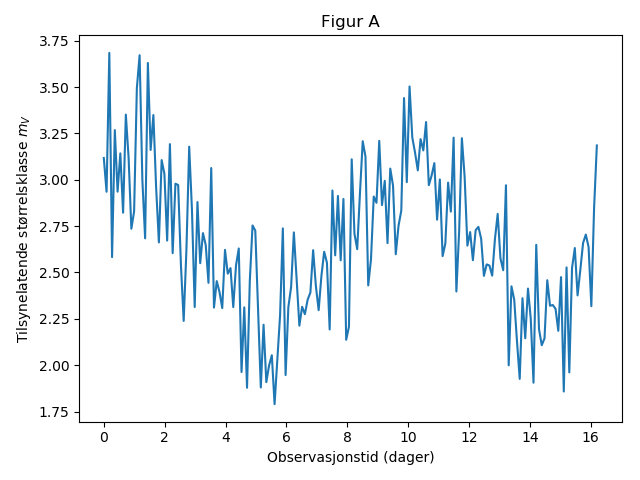 Figur A
Tilsynelatende størrelsklasse $m_V$
3.75
3.50
3.25
3.00
2.75
2.50
2.25
2.00
1.75
0 2 4 6 8 10 12 14 16
Observasjonstid (dager)